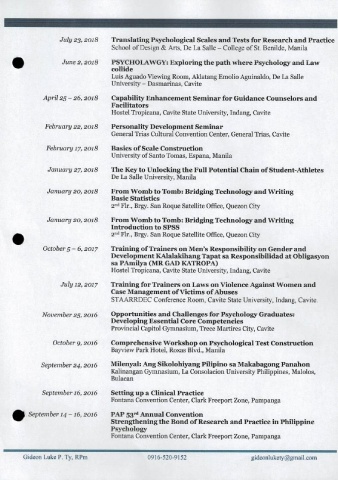 July 23, 2018 Translating Psychological Scales and Tests for Research and Practice
School of Design & Arts, De La Salle – College of St. Benilde, Manila
June 2, 2018 PSYCHOLAWGY: Exploring the path where Psychology and Law
collide
Luis Aguado Viewing Room, Aklatang Emolio Aguinaldo, De La Salle
University – Dasmarinas, Cavite
April 25 – 26, 2018 Capability Enhancement Seminar for Guidance Counselors and
Facilitators
Hostel Tropicana, Cavite State University, Indang, Cavite
February 22, 2018 Personality Development Seminar
General Trias Cultural Convention Center, General Trias, Cavite
February 17, 2018 Basics of Scale Construction
University of Santo Tomas, Espana, Manila
January 27, 2018 The Key to Unlocking the Full Potential Chain of Student-Athletes
De La Salle University, Manila
January 20, 2018 From Womb to Tomb: Bridging Technology and Writing
Basic Statistics
2nd Flr., Brgy. San Roque Satellite Office, Quezon City
January 20, 2018 From Womb to Tomb: Bridging Technology and Writing
Introduction to SPSS
2nd Flr., Brgy. San Roque Satellite Office, Quezon City
October 5 – 6, 2017 Training of Trainers on Men's Responsibility on Gender and
Development KAlalakihang Tapat sa Responsibilidad at Obligasyon
sa PAmilya (MR GAD KATROPA)
Hostel Tropicana, Cavite State University, Indang, Cavite
July 12, 2017 Training for Trainers on Laws on Violence Against Women and
Case Management of Victims of Abuses
STAARRDEC Conference Room, Cavite State University, Indang, Cavite
November 25, 2016 Opportunities and Challenges for Psychology Graduates:
Developing Essential Core Competencies
Provincial Capitol Gymnasium, Trece Martires City, Cavite
October 9, 2016 Comprehensive Workshop on Psychological Test Construction
Bayview Park Hotel, Roxas Blvd., Manila
September 24, 2016 Milenyal: Ang Sikolohiyang Pilipino sa Makabagong Panahon
Kalinangan Gymnasium, La Consolacion University Philippines, Malolos,
Bulacan
September 16, 2016 Setting up a Clinical Practice
Fontana Convention Center, Clark Freeport Zone, Pampanga
September 14 – 16, 2016 PAP 53rd Annual Convention
Strengthening the Bond of Research and Practice in Philippine
Psychology
Fontana Convention Center, Clark Freeport Zone, Pampanga
Gideon Luke P. Ty, RPm 0916-520-9152 gideonlukety@gmail.com